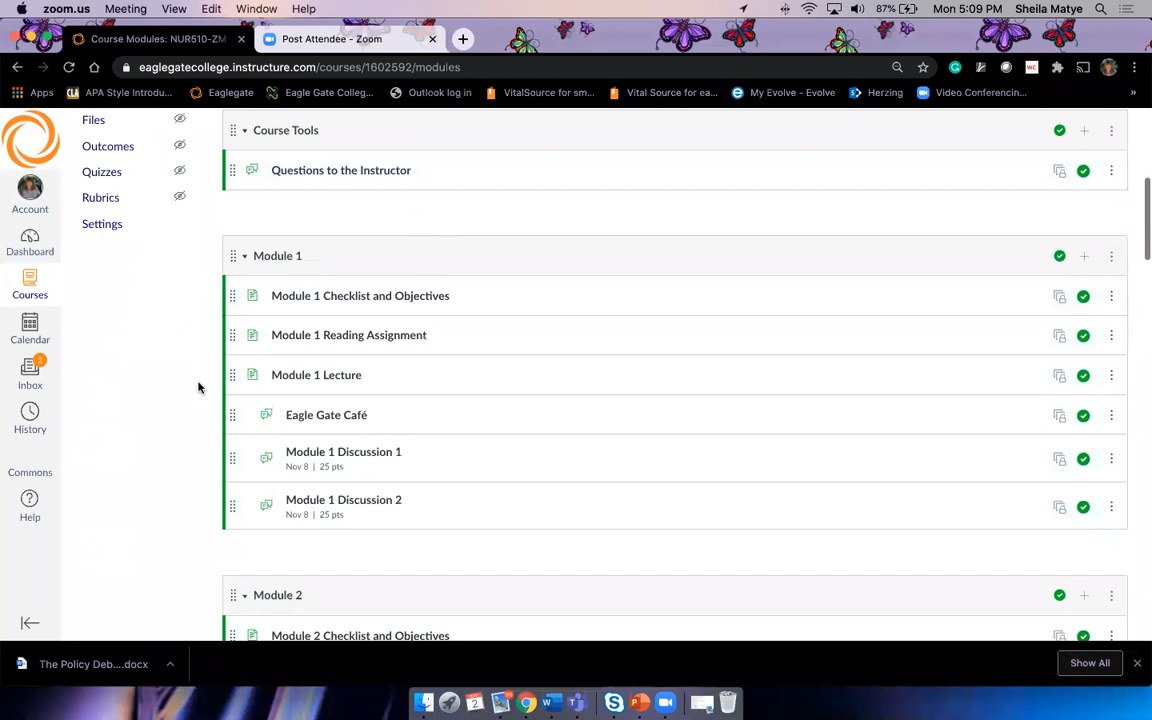 zoom.us Meeting View Edit Window Help 87% Mon 5:09 PM Sheila Matye
Course Modules: NUR510-ZM Post Attendee - Zoom
eaglegatecollege.instructure.com/courses/1602592/modules
Apps APA Style Introdu... Eaglegate Eagle Gate Colleg... Outlook log in VitalSource for sm... Vital Source for ea... My Evolve - Evolve Herzing Video Conferencin... »
Files
Outcomes
Quizzes
Rubrics
Settings
Account
Dashboard
Courses
Calendar
2
Inbox
History
Commons
Help
Course Tools
Questions to the Instructor
Module 1
Module 1 Checklist and Objectives
Module 1 Reading Assignment
Module 1 Lecture
Eagle Gate Café
Module 1 Discussion 1
Nov 8 | 25 pts
Module 1 Discussion 2
Nov 8 | 25 pts
Module 2
Module 2 Checklist and Objectives
The Policy Deb....docx
Show All